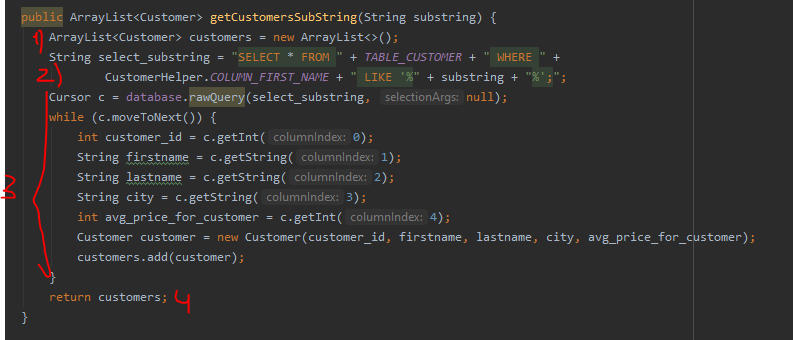 public ArrayList<Customer> getCustomersSubString(String substring) {
1) ArrayList<Customer> customers = new ArrayList<>();
String select_substring = "SELECT * FROM " + TABLE_CUSTOMER + " WHERE " +
2) CustomerHelper.COLUMN_FIRST_NAME + " LIKE '%" + substring + "%';";
Cursor c = database.rawQuery(select_substring, selectionArgs: null);
while (c.moveToNext()) {
int customer_id = c.getInt( columnIndex: 0);
String firstname = c.getString( columnIndex: 1);
String lastname = c.getString( columnIndex: 2);
3 String city = c.getString( columnIndex: 3);
int avg_price_for_customer = c.getInt( columnIndex: 4);
Customer customer = new Customer(customer_id, firstname, lastname, city, avg_price_for_customer);
customers.add(customer);
}
return customers; 4
}